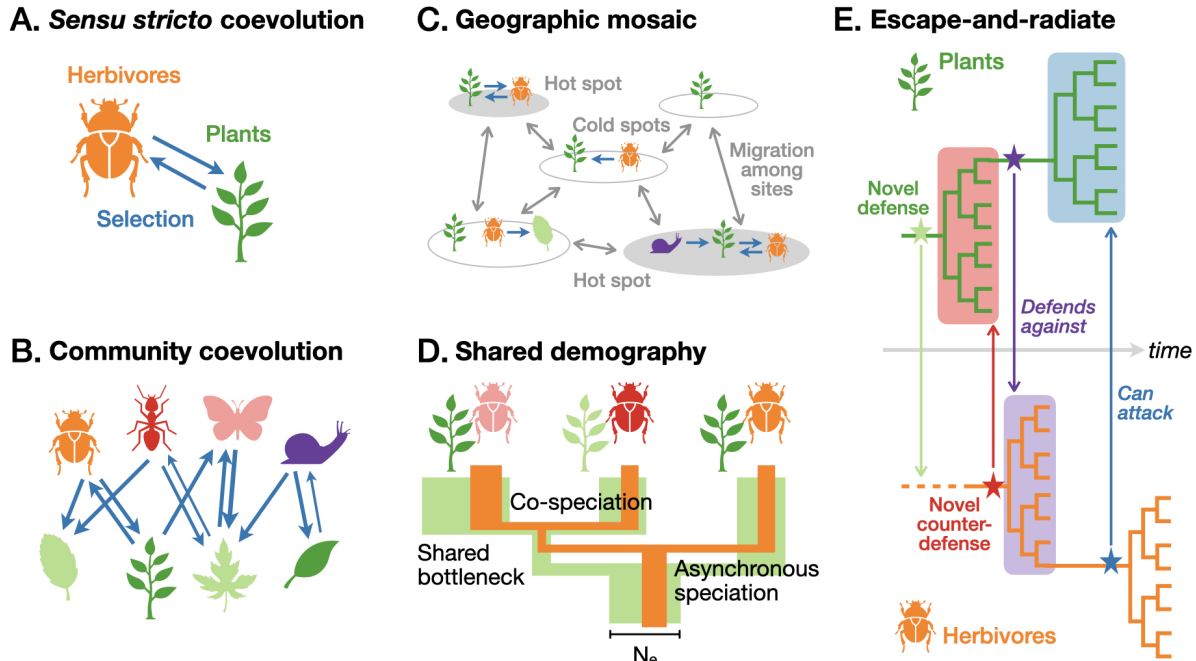 A. Sensu stricto coevolution
Herbivores
Plants
Selection
B. Community coevolution
C. Geographic mosaic
Hot spot
Cold spots
Migration
among
sites
Hot spot
D. Shared demography
Co-speciation
Shared
bottleneck
Asynchronous
speciation
Ne
E. Escape-and-radiate
Plants
Novel
defense
Defends
against
time
Can
attack
Novel
counter-
defense
Herbivores